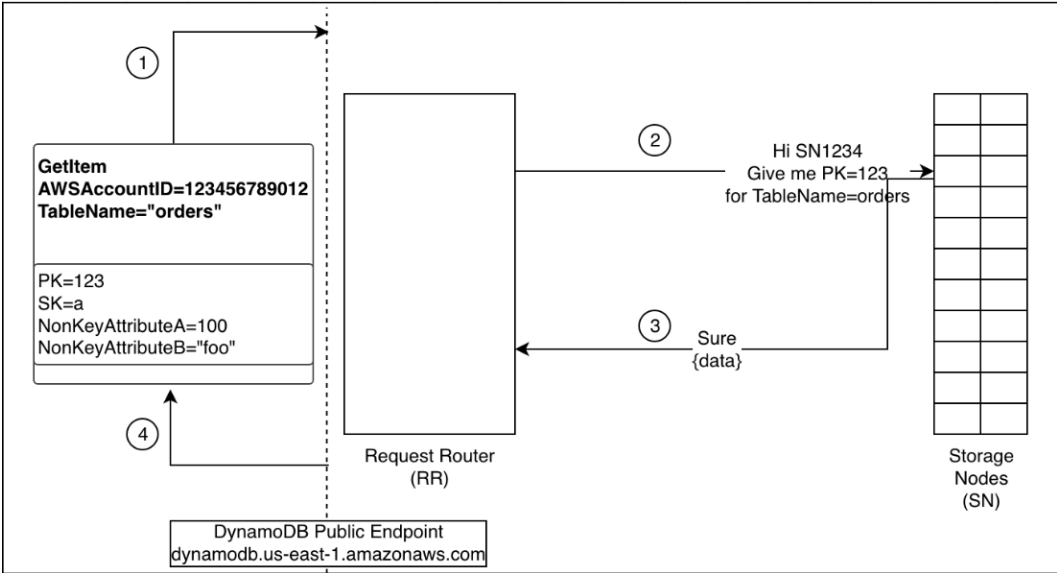 1
GetItem
AWSAccountID=123456789012
TableName="orders"
PK=123
SK=a
NonKeyAttributeA=100
NonKeyAttributeB="foo"
4
2
Hi SN1234
Give me PK=123
for TableName=orders
3
Sure
{data}
Request Router
(RR)
Storage
Nodes
(SN)
DynamoDB Public Endpoint
dynamodb.us-east-1.amazonaws.com